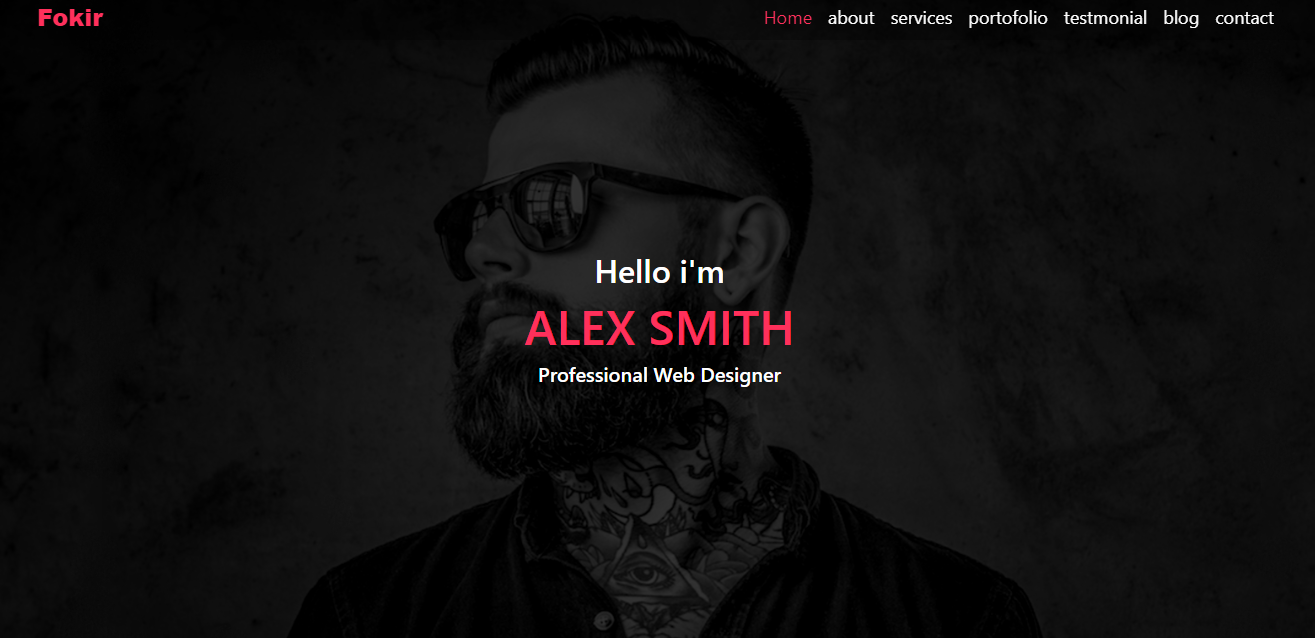 Fokir
Home about services portofolio testmonial blog contact
Hello i'm
ALEX SMITH
Professional Web Designer